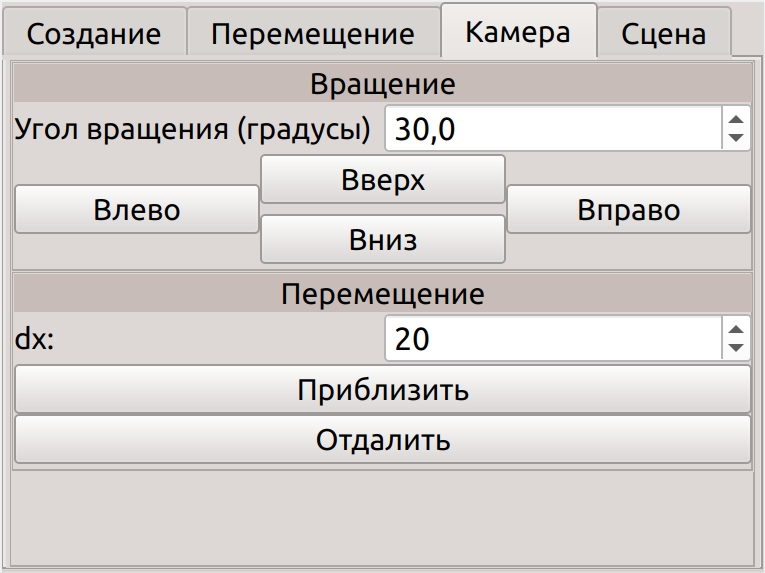 Создание Перемещение Камера Сцена
Вращение
Угол вращения (градусы) 30,0
Вверх
Влево Вправо
Вниз
Перемещение
dx: 20
Приблизить
Отдалить